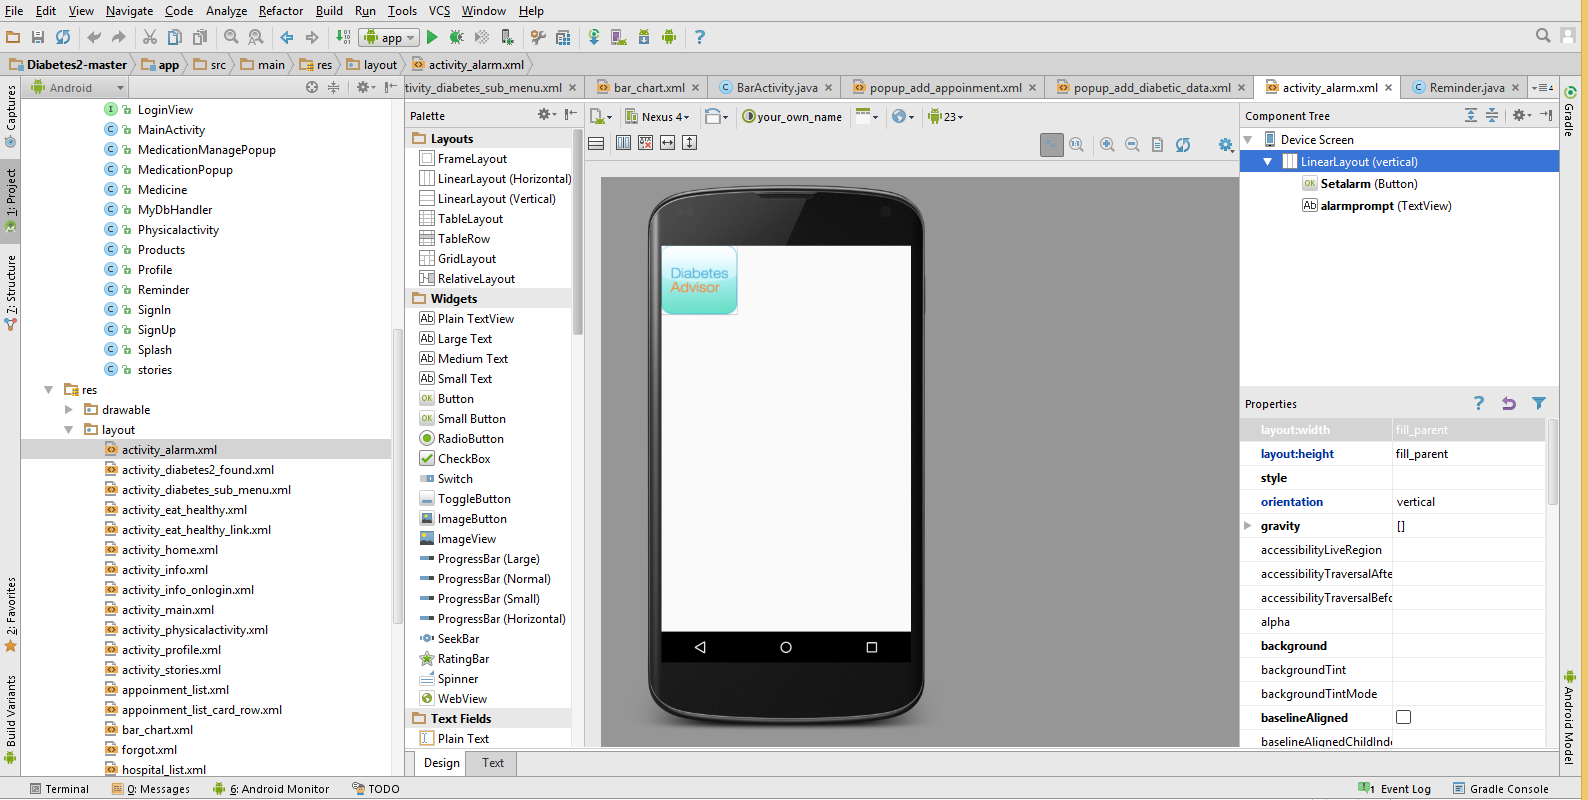 File Edit View Navigate Code Analyze Refactor Build Run Tools VCS Window Help
app
Diabetes2-master app src main res layout activity_alarm.xml
Android
tivity_diabetes_sub_menu.xml bar_chart.xml BarActivity.java popup_add_appoinment.xml popup_add_diabetic_data.xml activity_alarm.xml Reminder.java 4
Captures
1: Project
7: Structure
2: Favorites
Build Variants
LoginView
MainActivity
MedicationManagePopup
MedicationPopup
Medicine
MyDbHandler
Physicalactivity
Products
Profile
Reminder
SignIn
SignUp
Splash
stories
res
drawable
layout
activity_alarm.xml
activity_diabetes2_found.xml
activity_diabetes_sub_menu.xml
activity_eat_healthy.xml
activity_eat_healthy_link.xml
activity_home.xml
activity_info.xml
activity_info_onlogin.xml
activity_main.xml
activity_physicalactivity.xml
activity_profile.xml
activity_stories.xml
appoinment_list.xml
appoinment_list_card_row.xml
bar_chart.xml
forgot.xml
hospital_list.xml
Palette
Layouts
FrameLayout
LinearLayout (Horizontal)
LinearLayout (Vertical)
TableLayout
TableRow
GridLayout
RelativeLayout
Widgets
Plain TextView
Large Text
Medium Text
Small Text
Button
Small Button
RadioButton
CheckBox
Switch
ToggleButton
ImageButton
ImageView
ProgressBar (Large)
ProgressBar (Normal)
ProgressBar (Small)
ProgressBar (Horizontal)
SeekBar
RatingBar
Spinner
WebView
Text Fields
Plain Text
Nexus 4 your_own_name 23
Diabetes
Advisor
Design Text
Component Tree
Device Screen
LinearLayout (vertical)
OK Setalarm (Button)
Ab alarmprompt (TextView)
Properties
layout:width fill_parent
layout:height fill_parent
style
orientation vertical
gravity []
accessibilityLiveRegion
accessibilityTraversalAfte
accessibilityTraversalBefo
alpha
background
backgroundTint
backgroundTintMode
baselineAligned
baselineAlignedChildInde
Gradle
Android Model
Terminal 0: Messages 6: Android Monitor TODO 1 Event Log Gradle Console